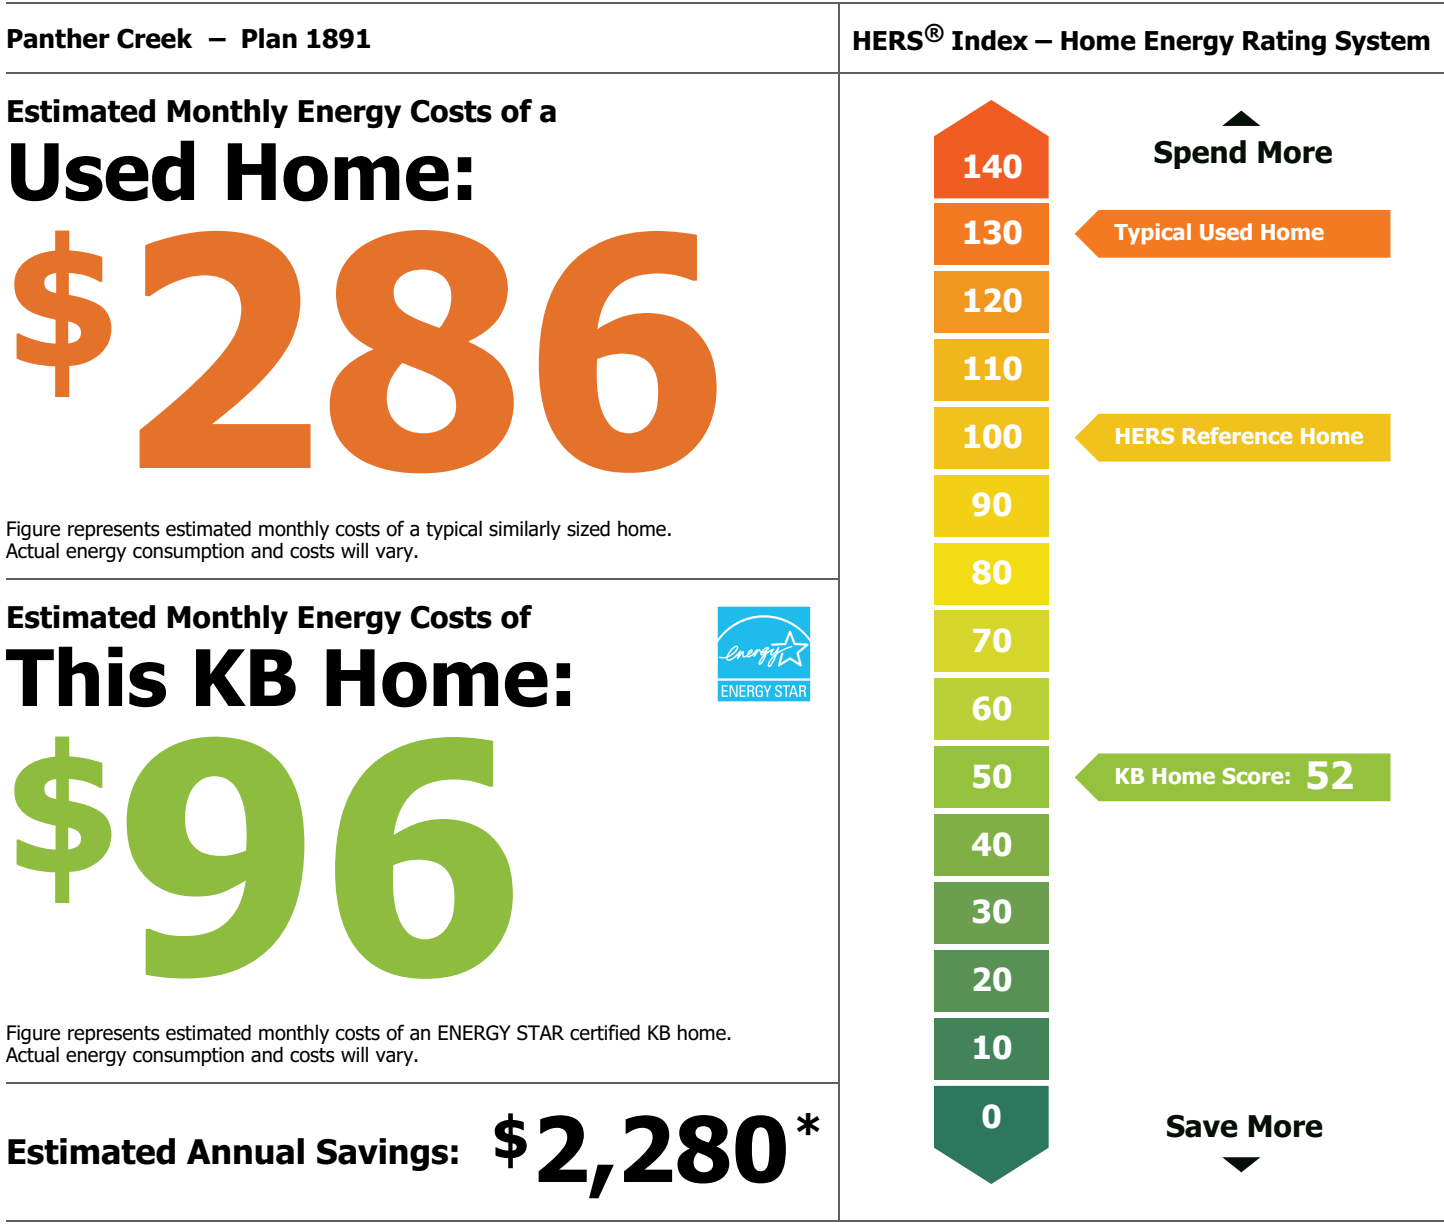 Panther Creek – Plan 1891
Estimated Monthly Energy Costs of a
Used Home:
$286
Figure represents estimated monthly costs of a typical similarly sized home.
Actual energy consumption and costs will vary.
Estimated Monthly Energy Costs of
This KB Home:
energy
ENERGY STAR
$96
Figure represents estimated monthly costs of an ENERGY STAR certified KB home.
Actual energy consumption and costs will vary.
Estimated Annual Savings: $2,280*
HERS® Index – Home Energy Rating System
Spend More
140
130 Typical Used Home
120
110
100 HERS Reference Home
90
80
70
60
50 KB Home Score: 52
40
30
20
10
0
Save More